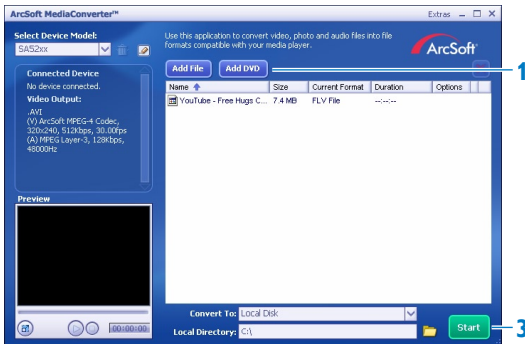 ArcSoft MediaConverter™
Extras
Select Device Model:
SA52xx
Use this application to convert video, photo and audio files into file
formats compatible with your media player.
ArcSoft®
Connected Device
No device connected.
Video Output:
.AVI
(V) ArcSoft MPEG-4 Codec,
320x240, 512Kbps, 30.00fps
(A) MPEG Layer-3, 128Kbps,
48000Hz
Add File Add DVD
1
Name Size Current Format Duration Options
YouTube - Free Hugs C... 7.4 MB FLV File --:--:--
Preview
00:00:00
Convert To: Local Disk
Local Directory: C:\
Start
3